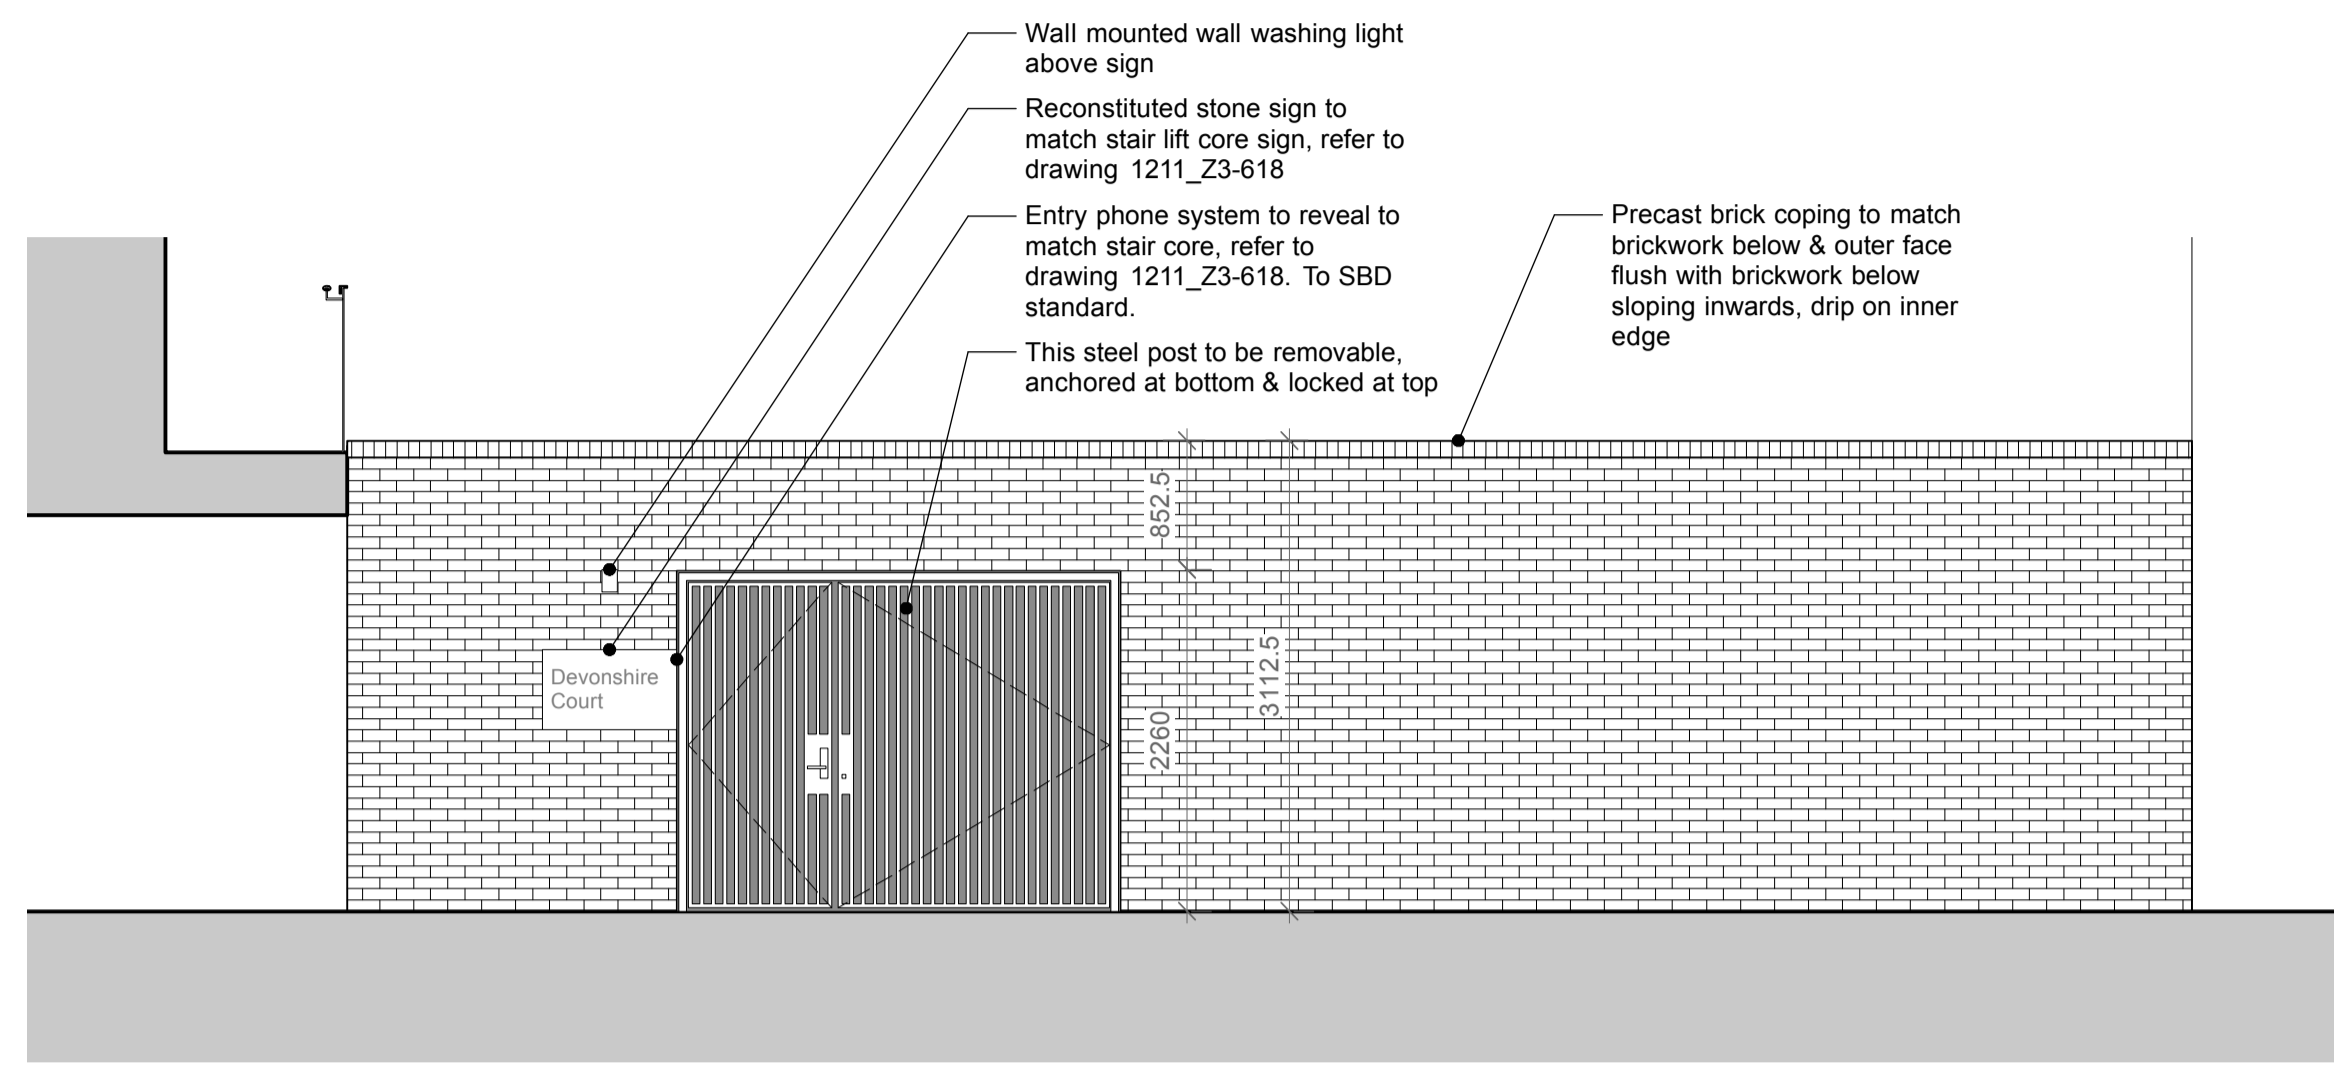 Wall mounted wall washing light
above sign
Reconstituted stone sign to
match stair lift core sign, refer to
drawing 1211_Z3-618
Entry phone system to reveal to
match stair core, refer to
drawing 1211_Z3-618. To SBD
standard.
This steel post to be removable,
anchored at bottom & locked at top
Precast brick coping to match
brickwork below & outer face
flush with brickwork below
sloping inwards, drip on inner
edge
852.5
3112.5
2260
Devonshire
Court